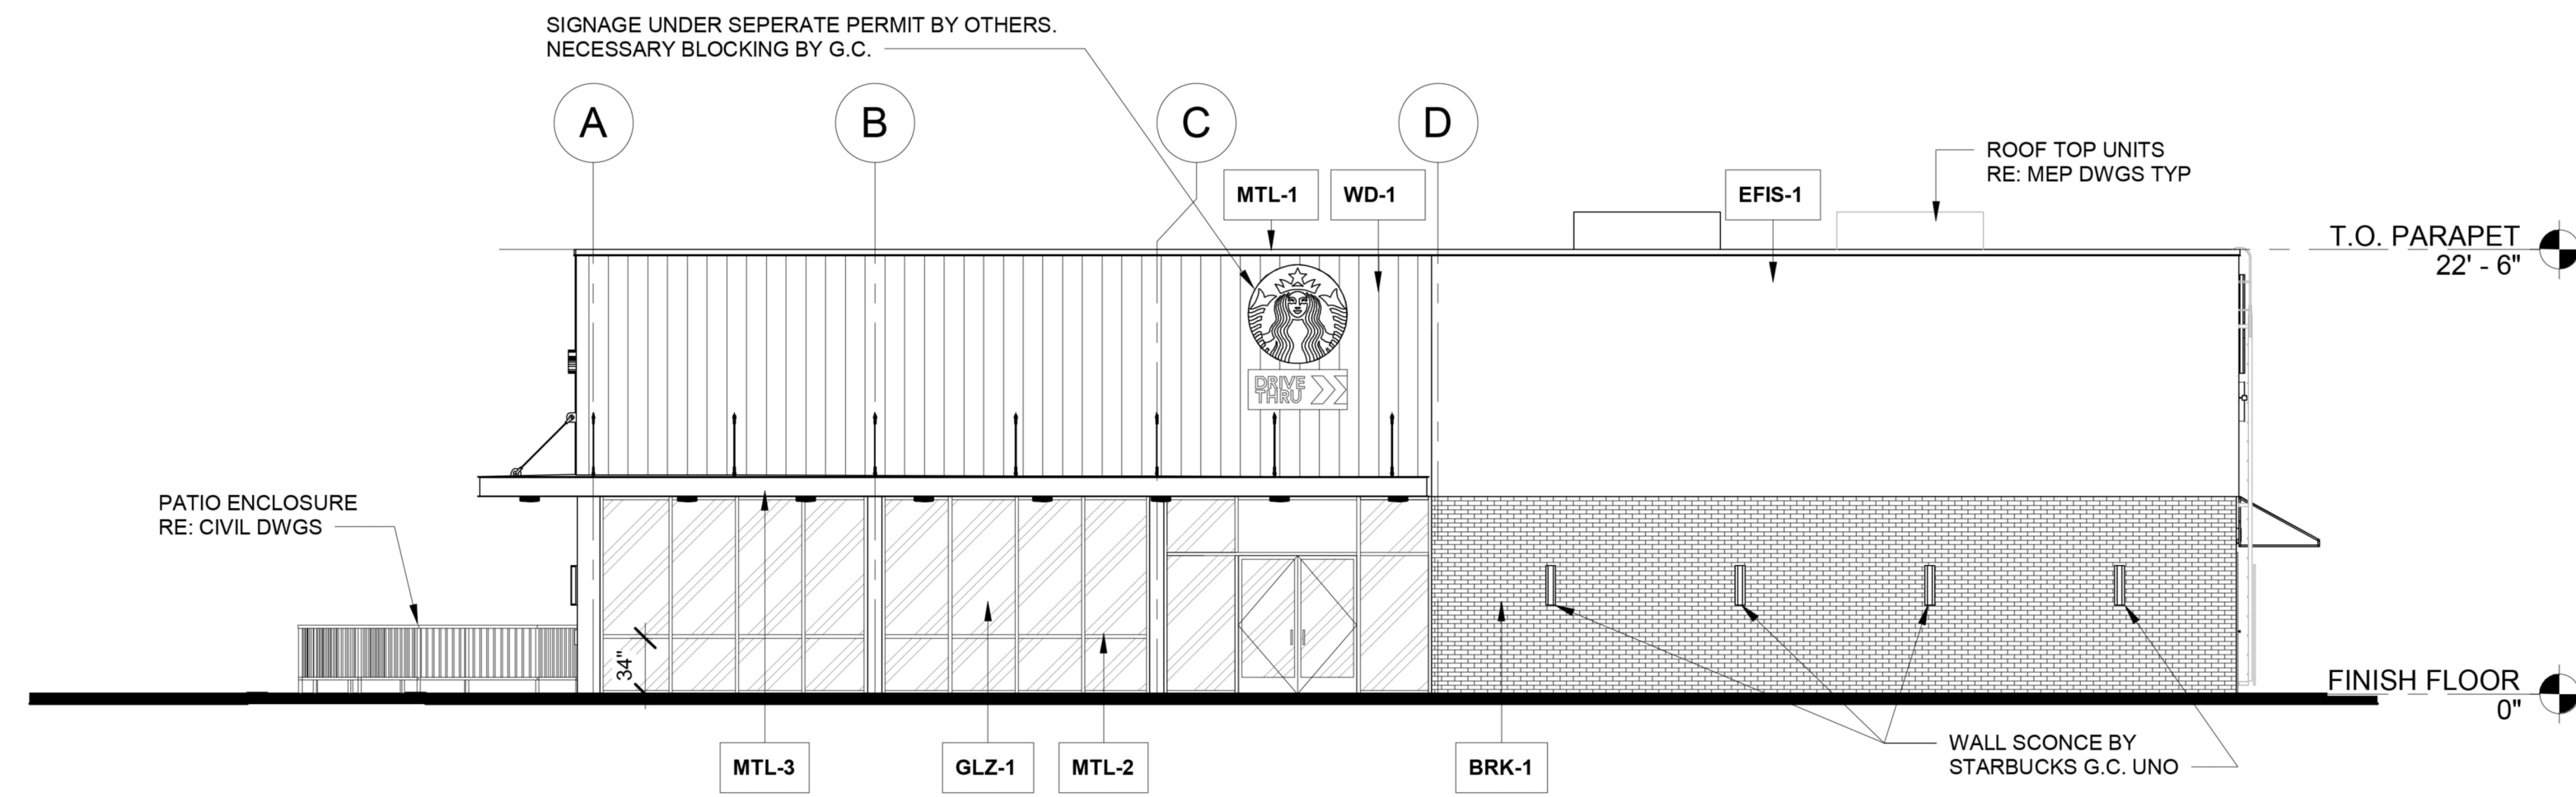 SIGNAGE UNDER SEPERATE PERMIT BY OTHERS.
NECESSARY BLOCKING BY G.C.
A
B
C
D
MTL-1
WD-1
EFIS-1
ROOF TOP UNITS
RE: MEP DWGS TYP
T.O. PARAPET
22' - 6"
DRIVE
THRU
PATIO ENCLOSURE
RE: CIVIL DWGS
34"
FINISH FLOOR
0"
MTL-3
GLZ-1
MTL-2
BRK-1
WALL SCONCE BY
STARBUCKS G.C. UNO